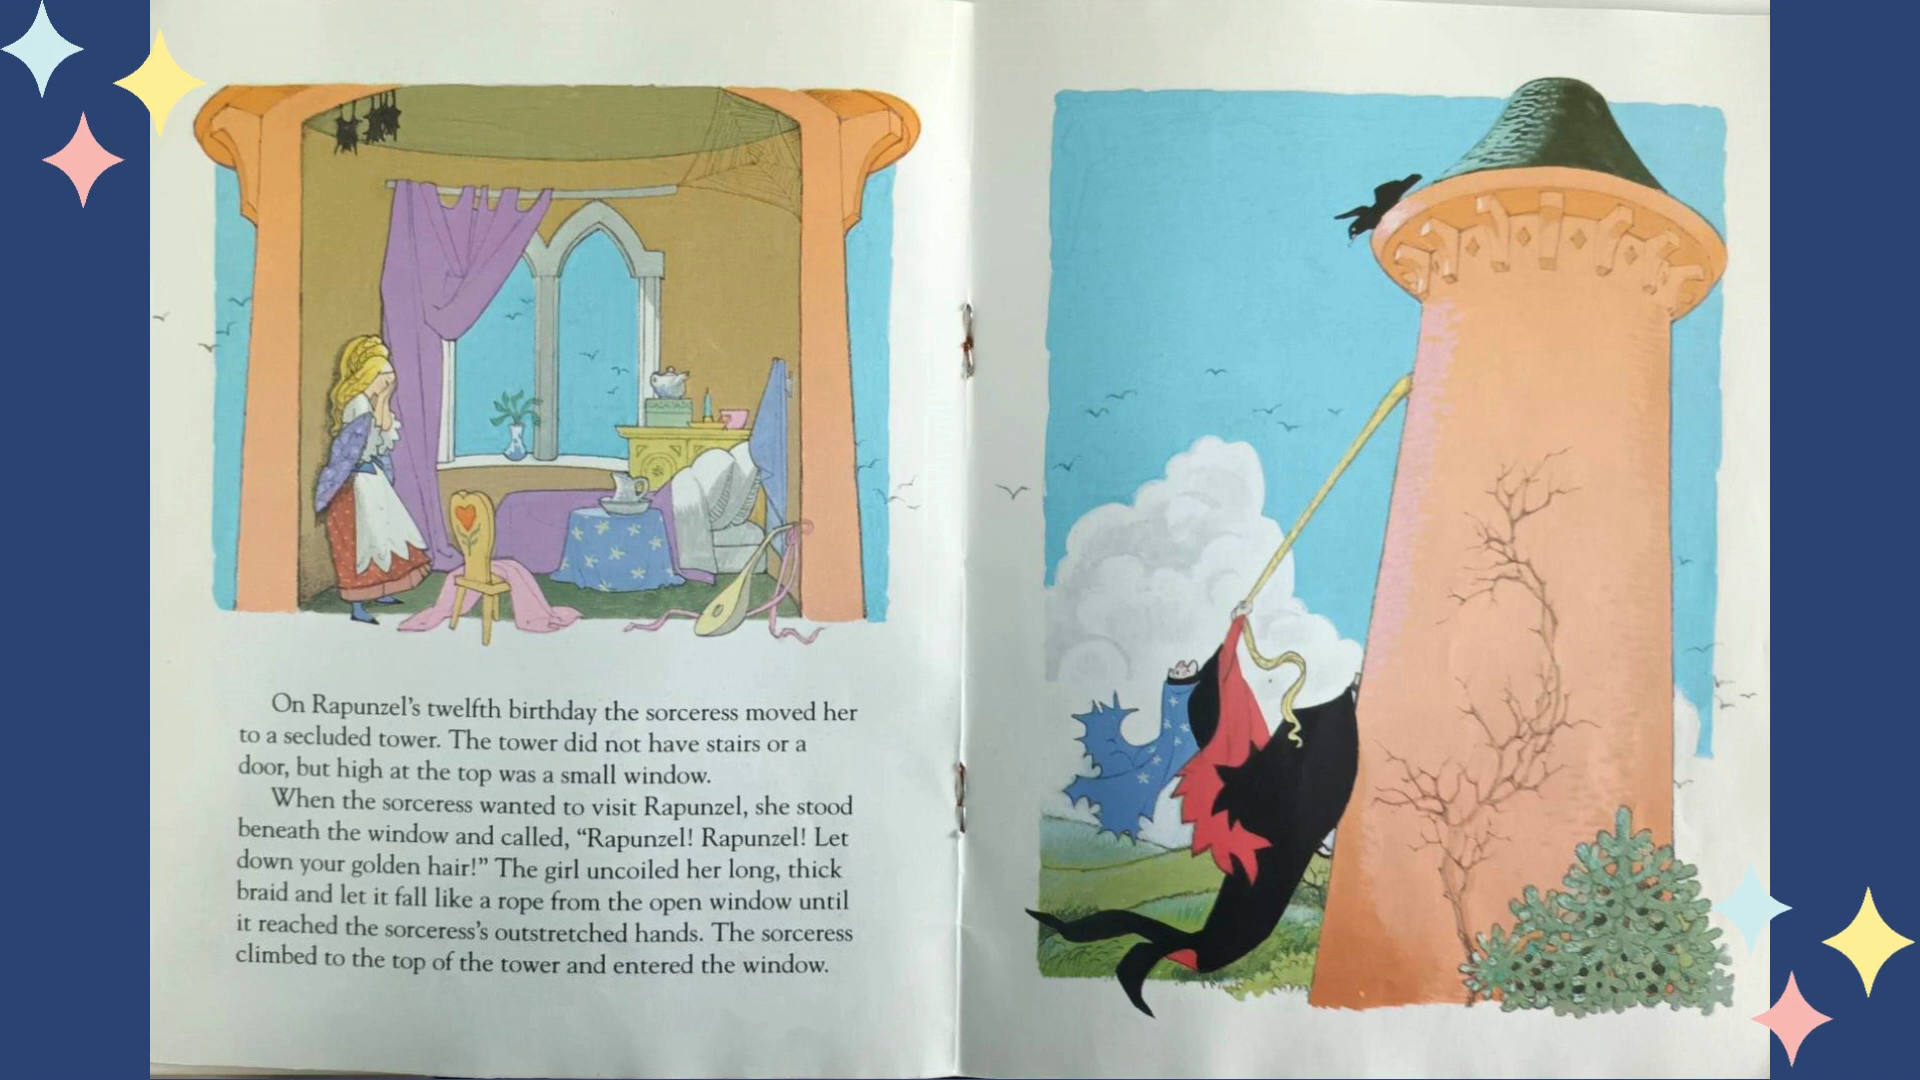 On Rapunzel’s twelfth birthday the sorceress moved her
to a secluded tower. The tower did not have stairs or a
door, but high at the top was a small window.
When the sorceress wanted to visit Rapunzel, she stood
beneath the window and called, “Rapunzel! Rapunzel! Let
down your golden hair!” The girl uncoiled her long, thick
braid and let it fall like a rope from the open window until
it reached the sorceress’s outstretched hands. The sorceress
climbed to the top of the tower and entered the window.